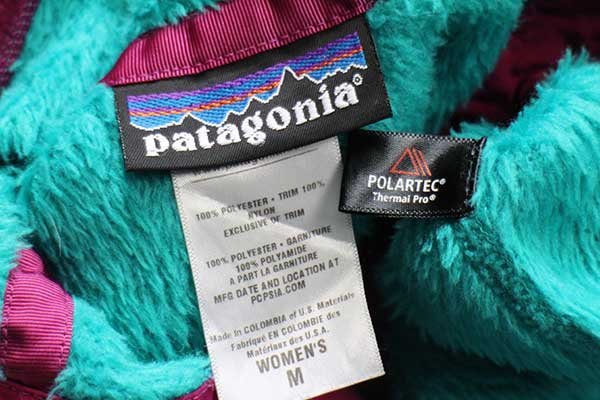 patagonia®
POLARTEC®
Thermal Pro®
100% POLYESTER • TRIM 100%
NYLON
EXCLUSIVE OF TRIM
100% POLYESTER • GARNITURE
100% POLYAMIDE
A PART LA GARNITURE
MFG DATE AND LOCATION AT
PCPSIA.COM
Made in COLOMBIA of U.S. Materials
Fabriqué EN COLOMBIE des
Matériaux des U.S.
WOMEN'S
M